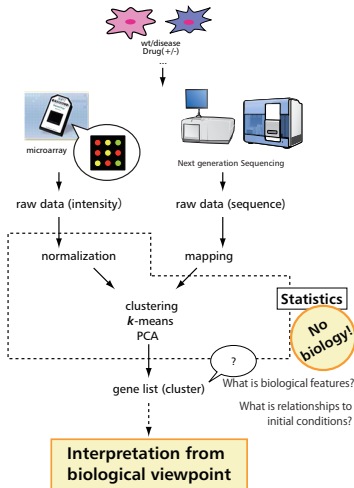 wt/disease
Drug(+/-)
...
microarray
Next generation Sequencing
raw data (intensity)
raw data (sequence)
normalization
mapping
clustering
k-means
PCA
Statistics
No
biology!
?
gene list (cluster)
What is biological features?
What is relationships to
initial conditions?
Interpretation from
biological viewpoint